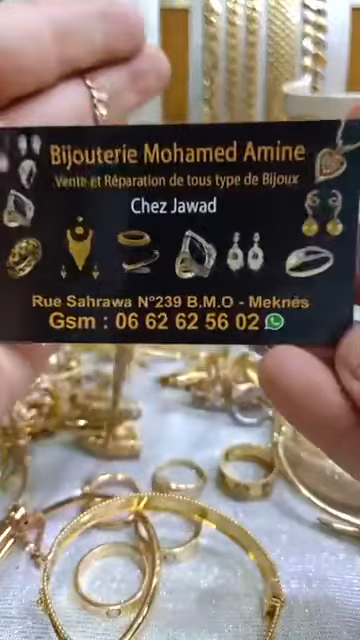 Bijouterie Mohamed Amine
Vente et Réparation de tous type de Bijoux
Chez Jawad
Rue Sahrawa N°239 B.M.O - Meknès
Gsm : 06 62 62 56 02